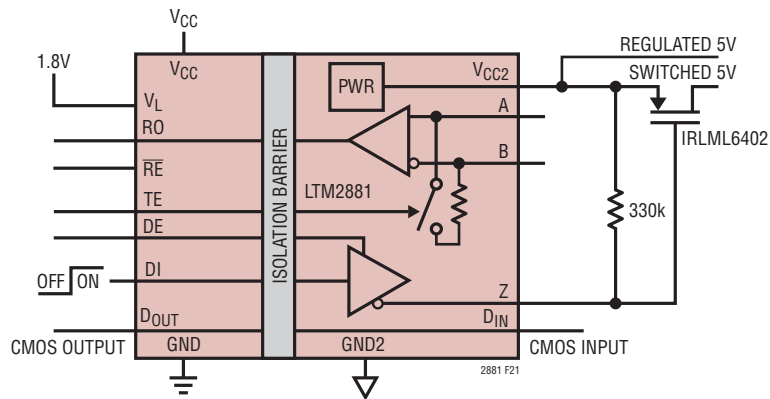 V_CC
REGULATED 5V
1.8V
V_CC
V_CC2
SWITCHED 5V
PWR
V_L
A
RO
IRLML6402
B
R̅E̅
LTM2881
TE
330k
DE
ISOLATION BARRIER
OFF ON
DI
Z
D_OUT
D_IN
CMOS OUTPUT
GND
GND2
CMOS INPUT
2881 F21